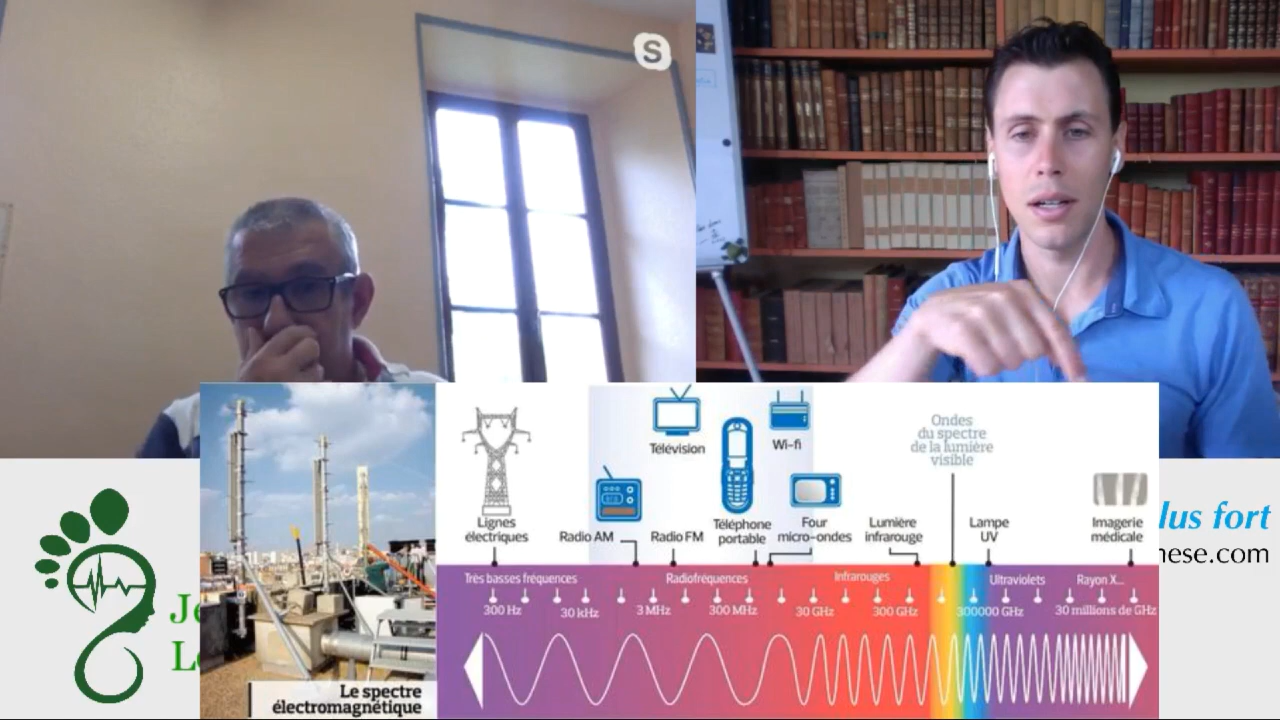 S
Télévision
Wi-fi
Ondes
du spectre
de la lumière
visible
Lignes
électriques
Radio AM
Radio FM
Téléphone
portable
Four
micro-ondes
Lumière
infrarouge
Lampe
UV
Imagerie
médicale
Très basses fréquences
Radiofréquences
Infrarouges
Ultraviolets
Rayon X...
300 Hz
30 kHz
3 MHz
300 MHz
30 GHz
300 GHz
300000 GHz
30 millions de GHz
Le spectre
électromagnétique
lus fort
nese.com